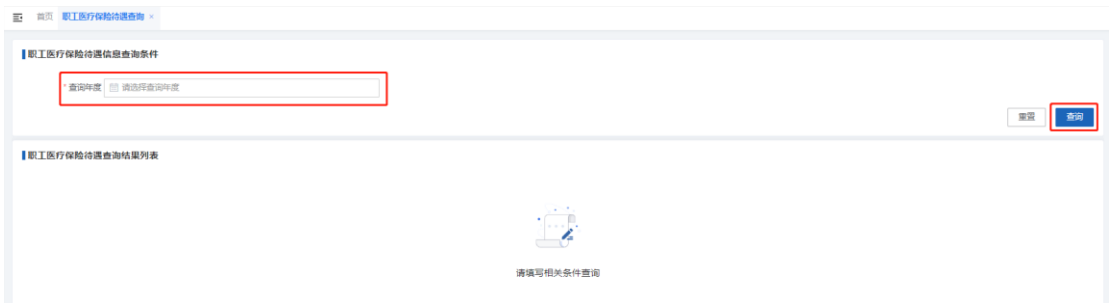 首页 职工医疗保险待遇查询 ×
职工医疗保险待遇信息查询条件
* 查询年度 请选择查询年度
重置 查询
职工医疗保险待遇查询结果列表
请填写相关条件查询